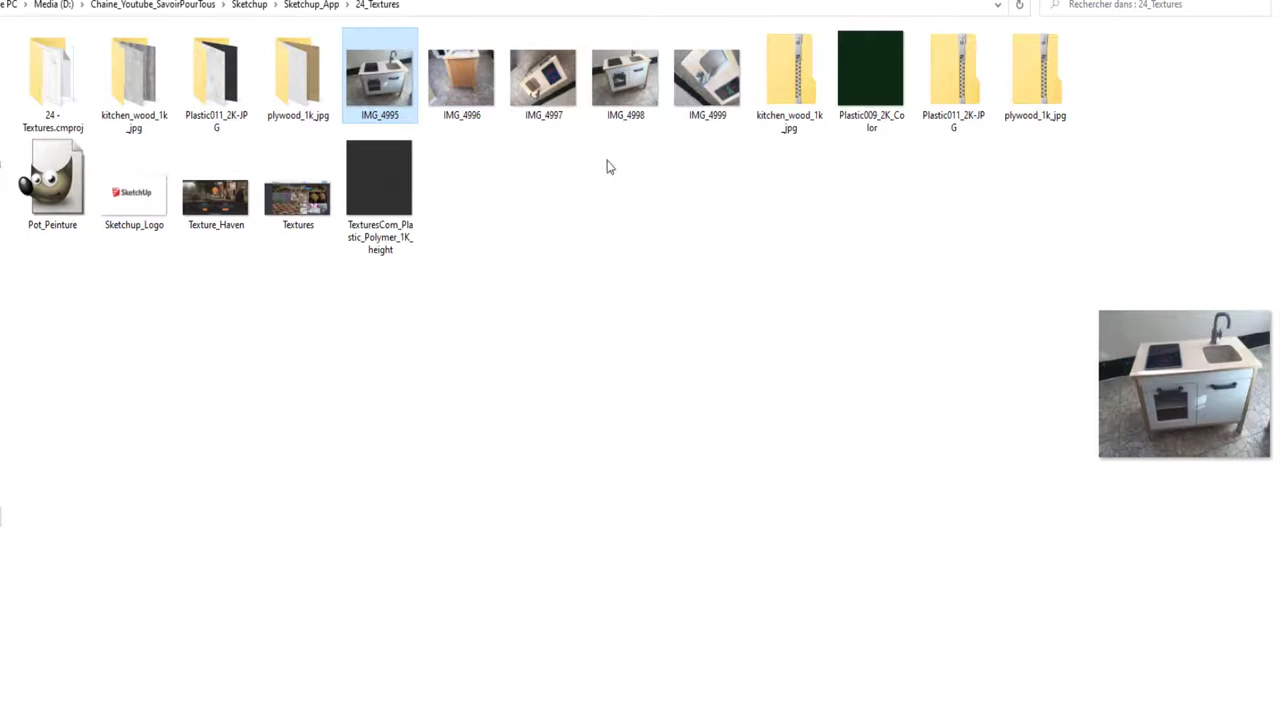 e PC > Media (D:) > Chaine_Youtube_SavoirPourTous > Sketchup > Sketchup_App > 24_Textures
Rechercher dans : 24_Textures
24 -
Textures.cmproj
kitchen_wood_1k
_jpg
Plastic011_2K-JP
G
plywood_1k_jpg
IMG_4995
IMG_4996
IMG_4997
IMG_4998
IMG_4999
kitchen_wood_1k
_jpg
Plastic009_2K_Co
lor
Plastic011_2K-JP
G
plywood_1k_jpg
SketchUp
Pot_Peinture
Sketchup_Logo
Texture_Haven
Textures
TexturesCom_Pla
stic_Polymer_1K_
height